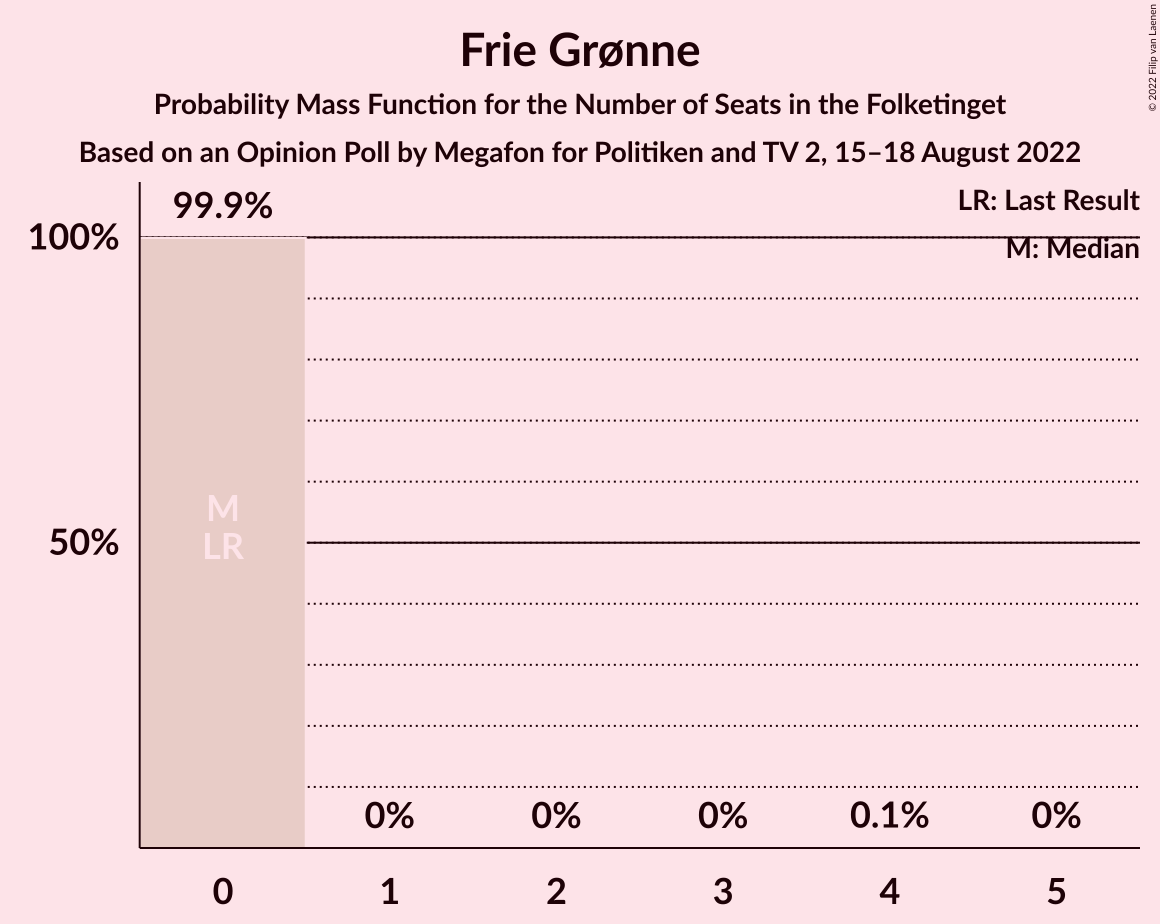 Frie Grønne
Probability Mass Function for the Number of Seats in the Folketinget
Based on an Opinion Poll by Megafon for Politiken and TV 2, 15–18 August 2022
© 2022 Filip van Laenen
99.9%
LR: Last Result
100%
M: Median
M
LR
50%
0% 0% 0% 0.1% 0%
0 1 2 3 4 5